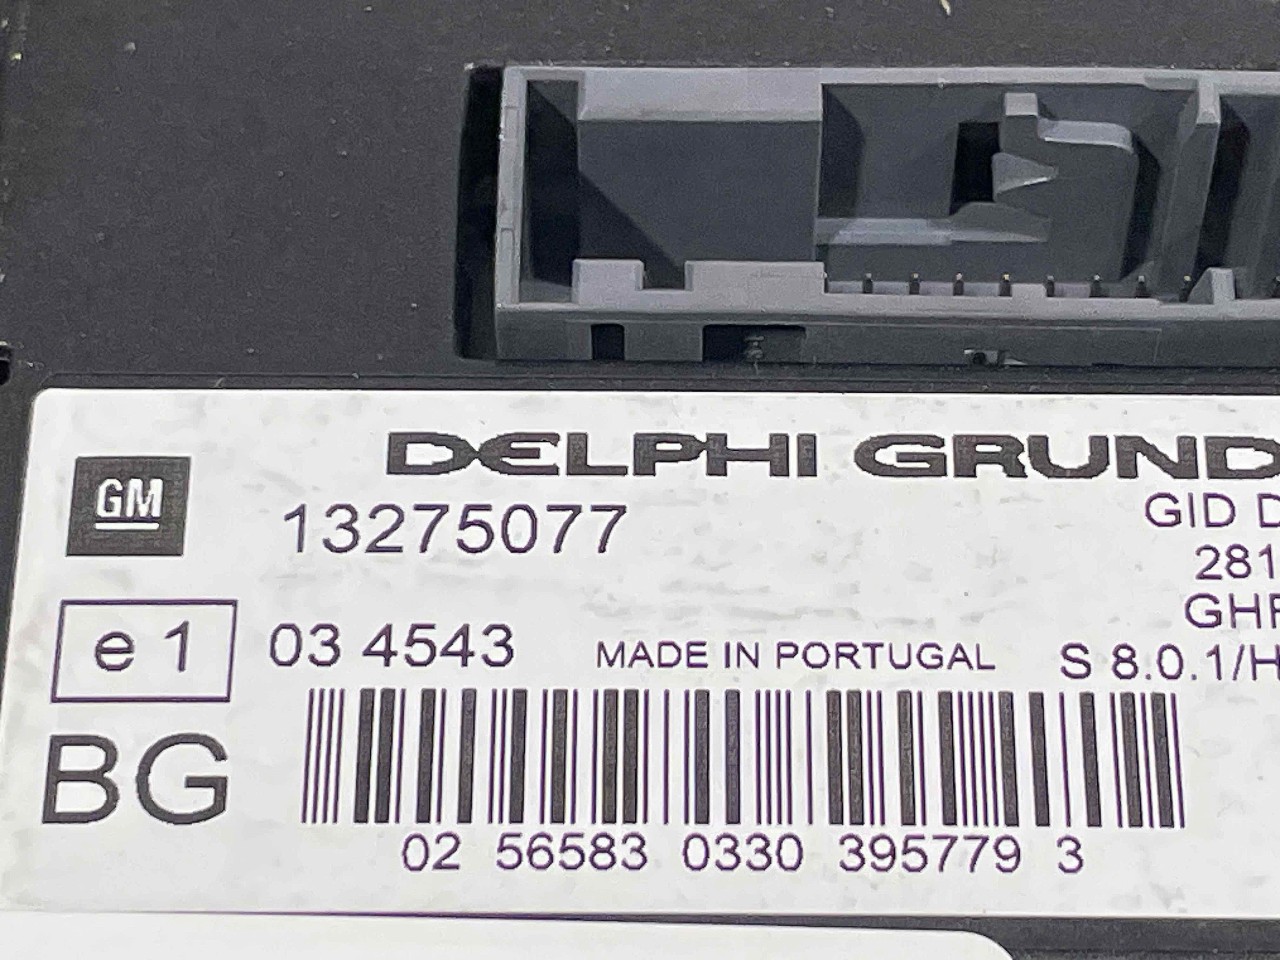 DELPHI GRUND
GM
13275077
GID D
281
GHF
e1
03 4543
MADE IN PORTUGAL
S 8.0.1/H
BG
02 56583 0330 395779 3